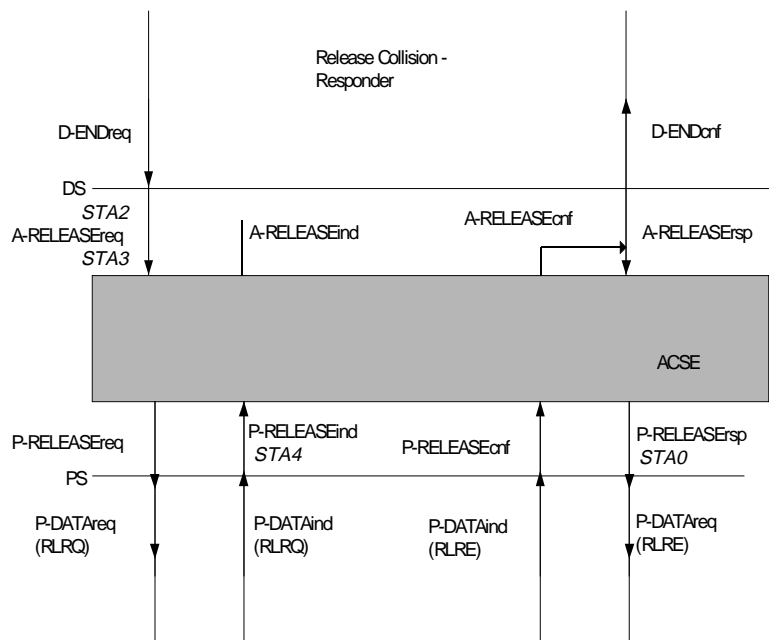 Release Collision -
Responder
D-ENDreq
D-ENDcnf
DS
STA2
A-RELEASEreq
STA3
A-RELEASEind
A-RELEASEcnf
A-RELEASErsp
ACSE
P-RELEASEreq
P-RELEASEind
STA4
P-RELEASEcnf
P-RELEASErsp
STA0
PS
P-DATAreq
(RLRQ)
P-DATAind
(RLRQ)
P-DATAind
(RLRE)
P-DATAreq
(RLRE)